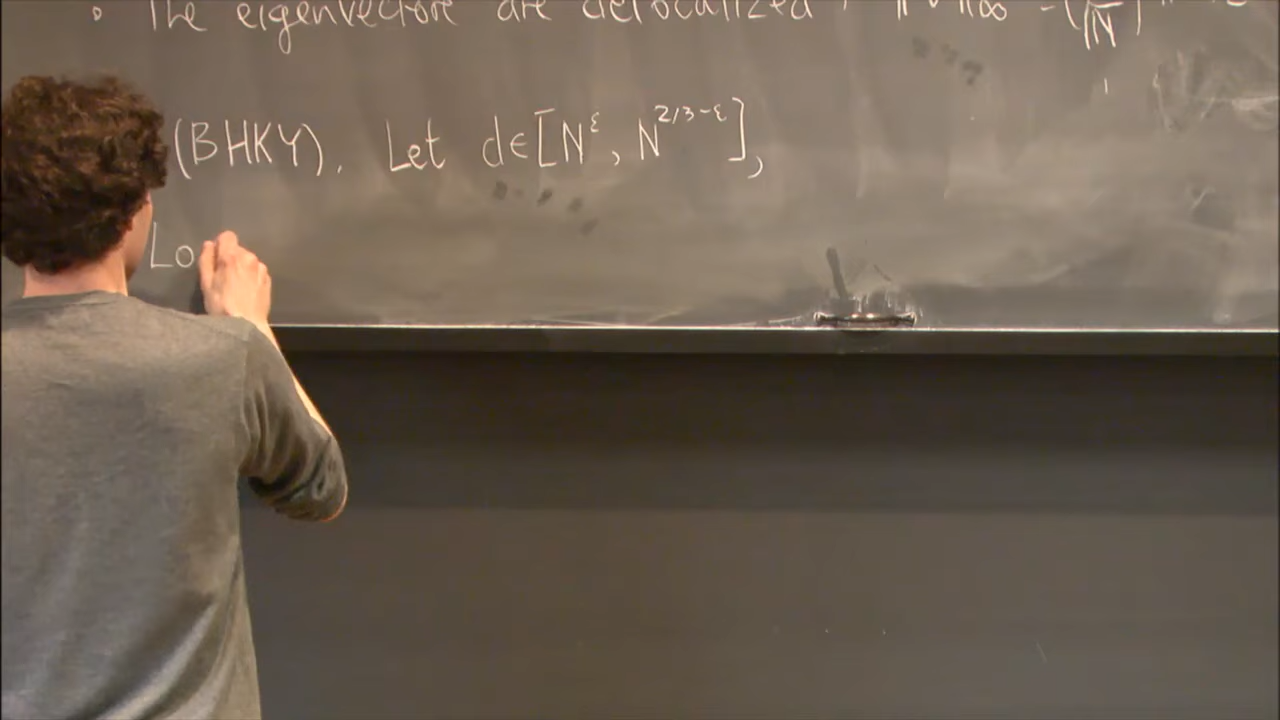 • The eigenvectors are delocalized
(BHKY). Let d∈[N^ε, N^{2/3-ε}],
Lo